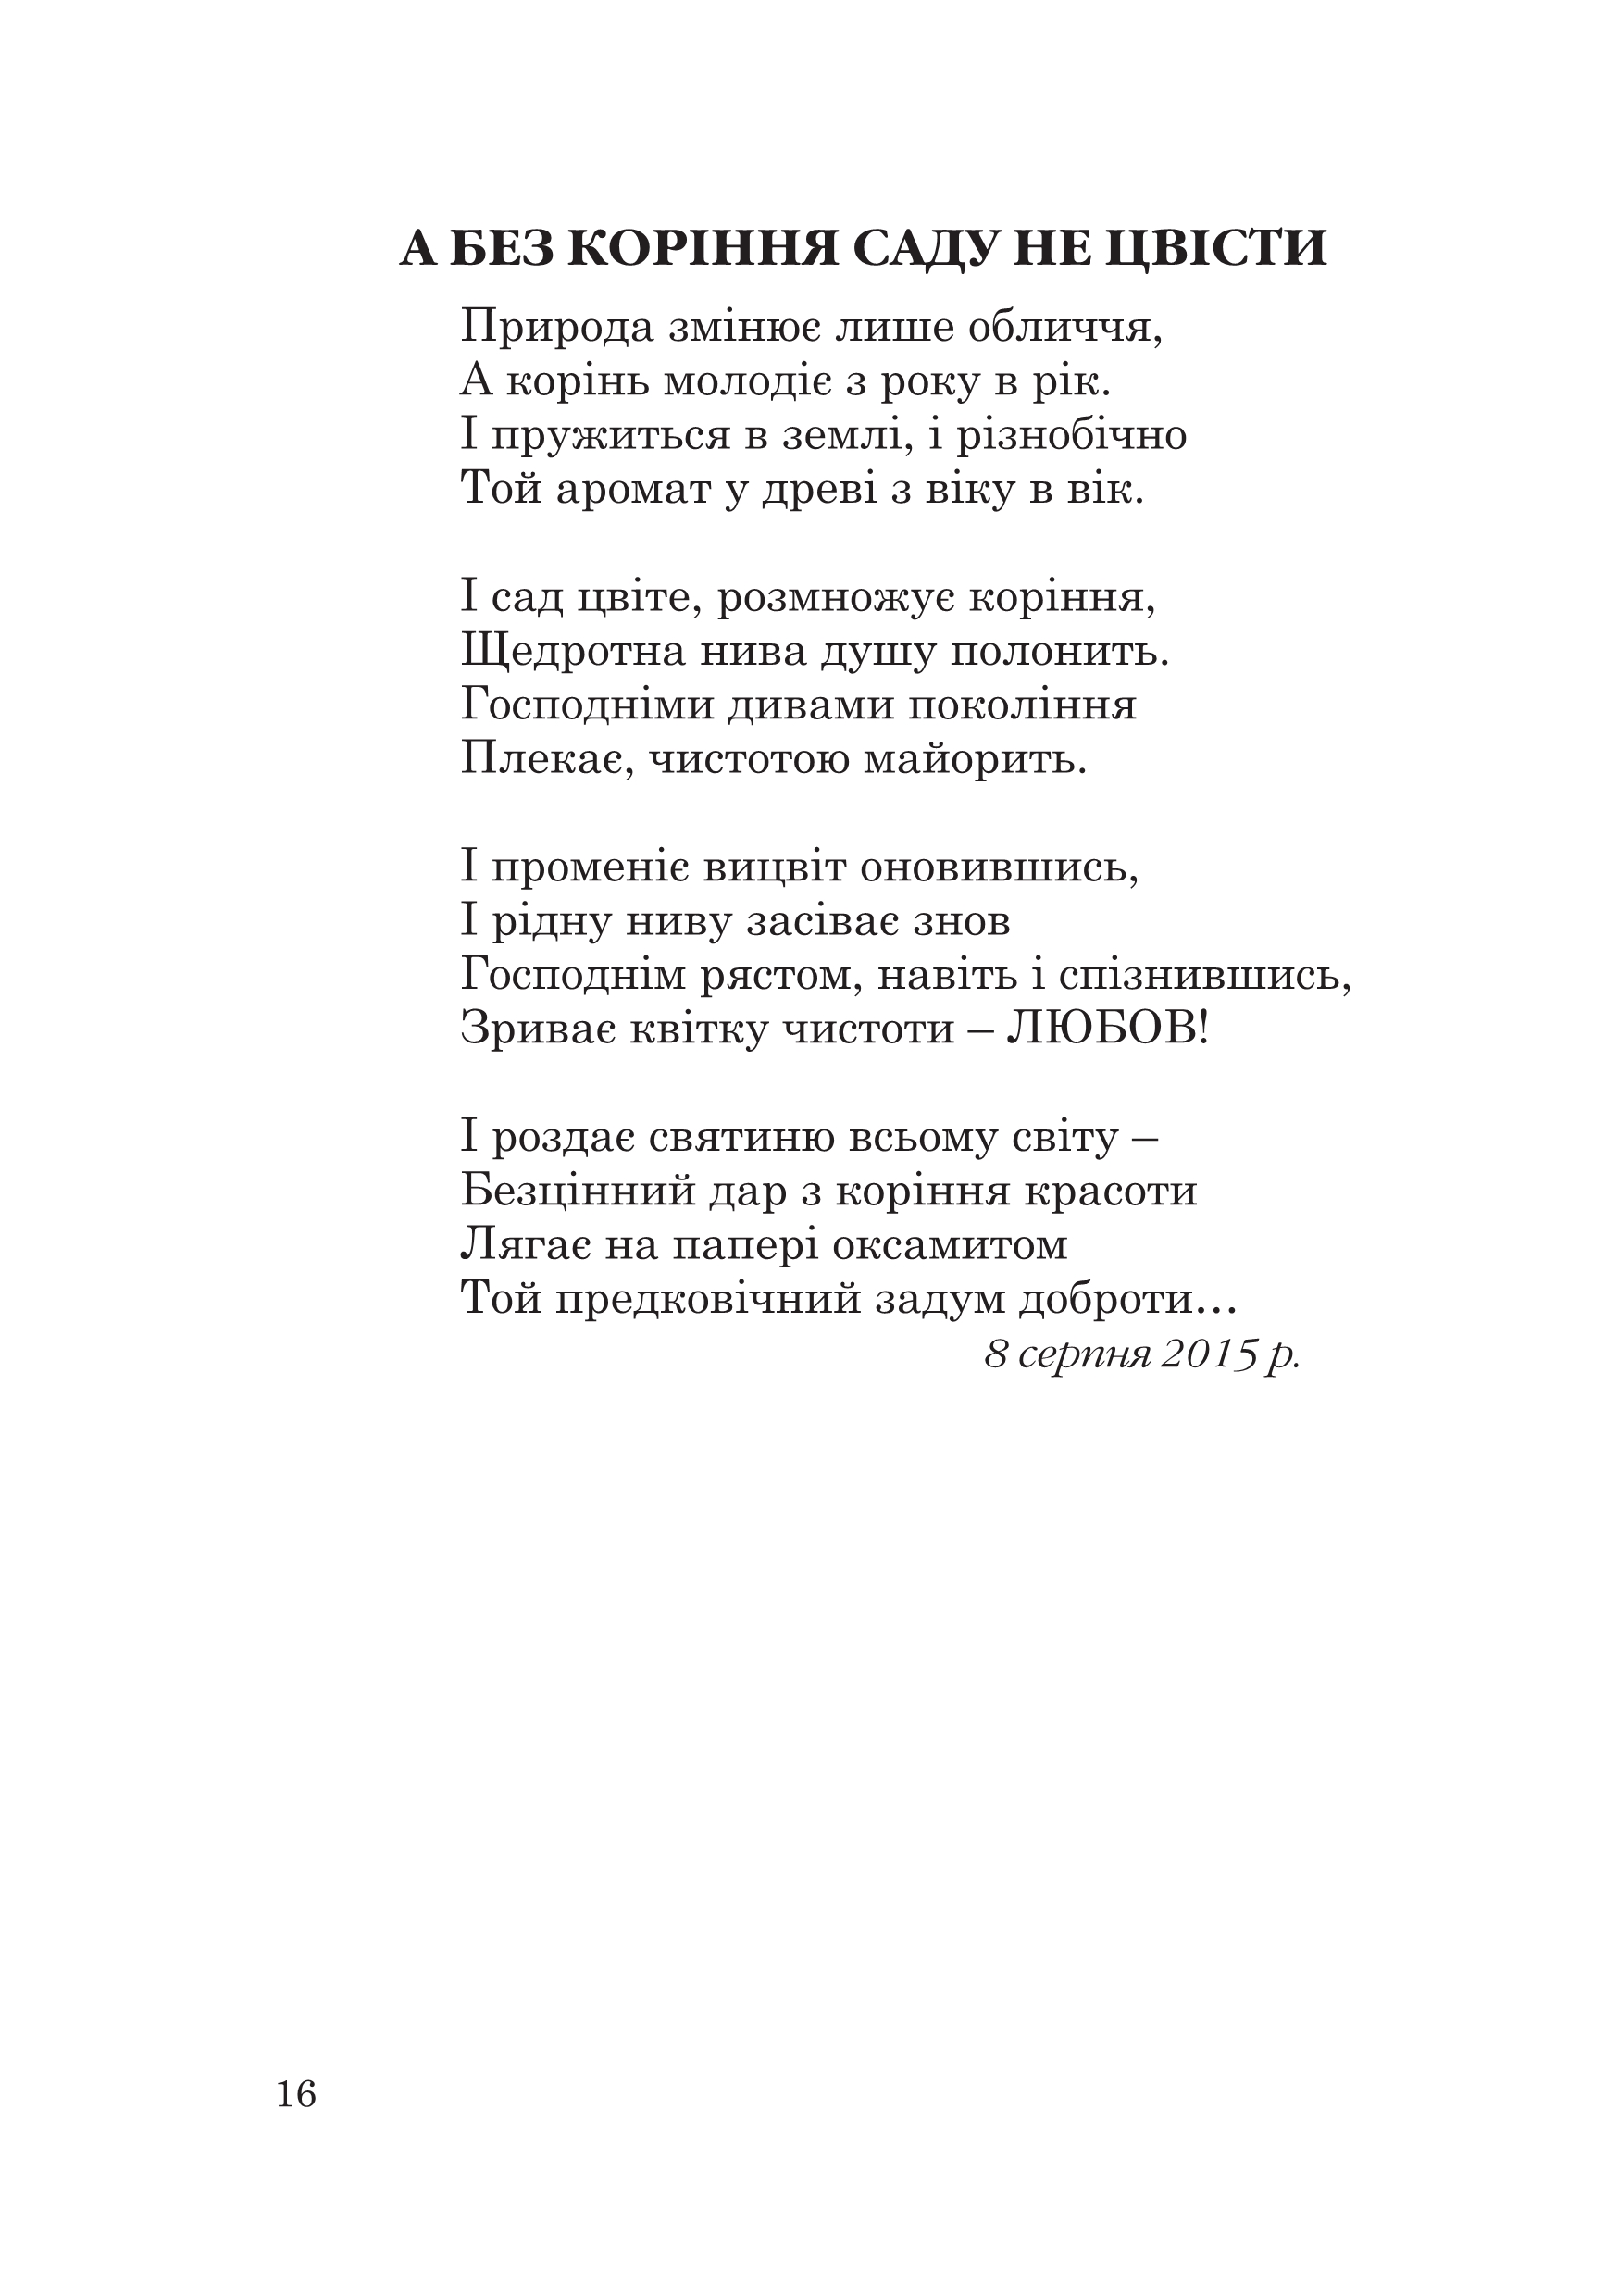 А БЕЗ КОРІННЯ САДУ НЕ ЦВІСТИ
Природа змінює лише обличчя,
А корінь молодіє з року в рік.
І пружиться в землі, і різнобічно
Той аромат у древі з віку в вік.
І сад цвіте, розмножує коріння,
Щедротна нива душу полонить.
Господніми дивами покоління
Плекає, чистотою майорить.
І променіє вицвіт оновившись,
І рідну ниву засіває знов
Господнім рястом, навіть і спізнившись,
Зриває квітку чистоти – ЛЮБОВ!
І роздає святиню всьому світу –
Безцінний дар з коріння красоти
Лягає на папері оксамитом
Той предковічний задум доброти...
8 серпня 2015 р.
16